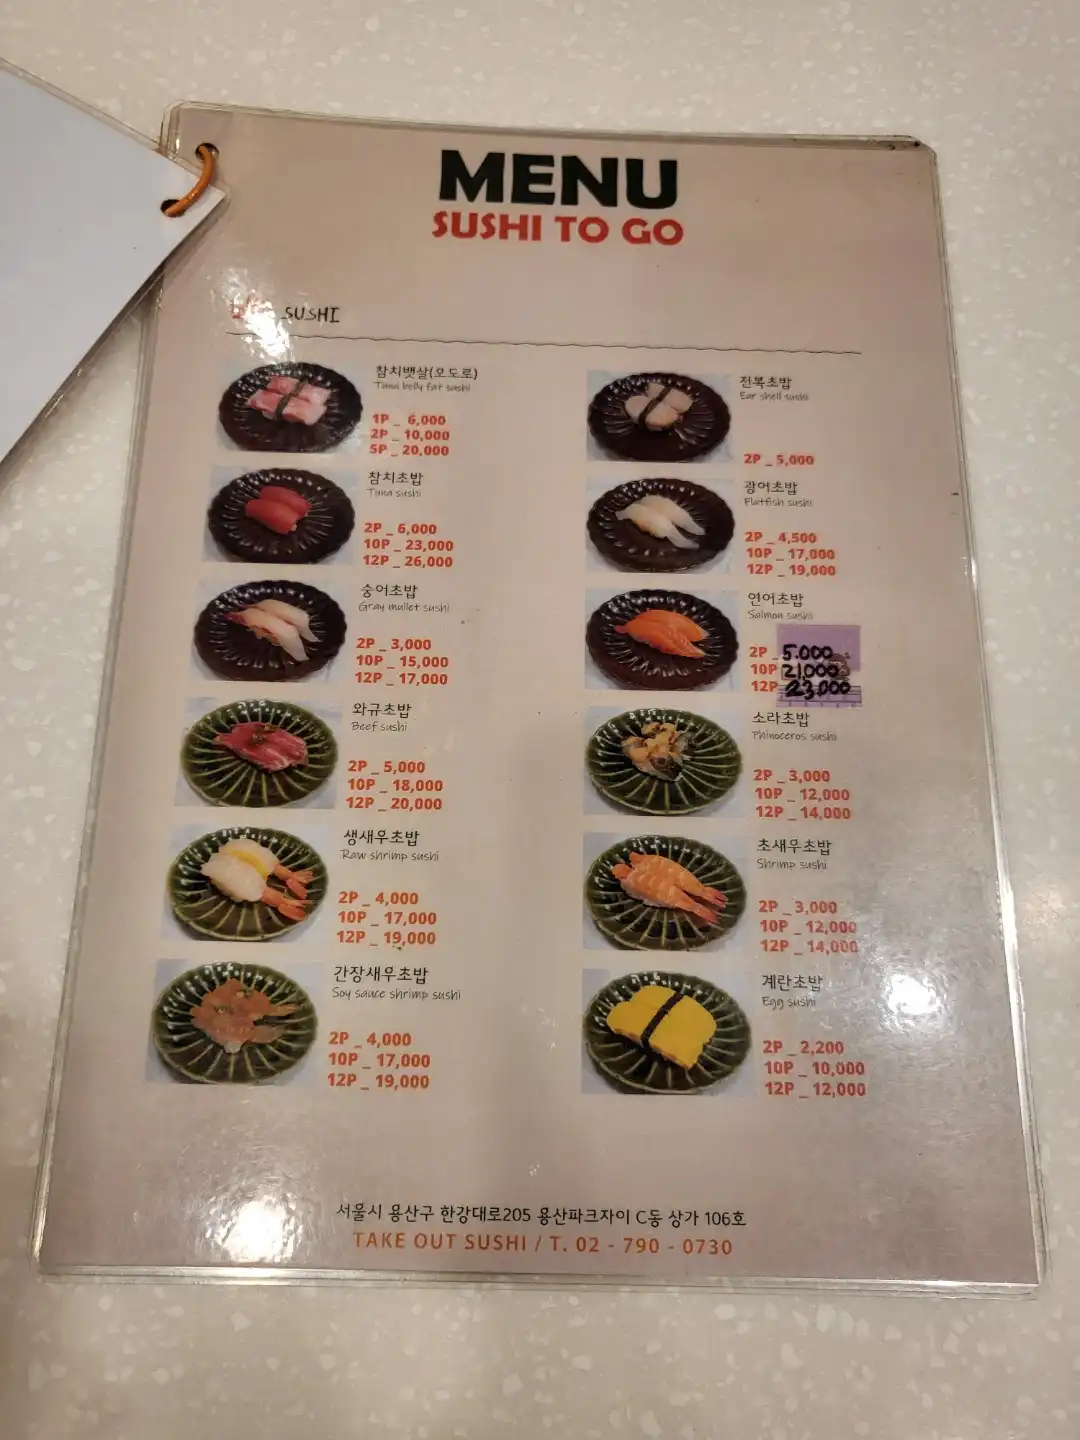 MENU
SUSHI TO GO
SUSHI
참치뱃살(오도로)
Tuna belly fat sushi
1P _ 6,000
2P _ 10,000
5P _ 20,000
참치초밥
Tuna sushi
2P _ 6,000
10P _ 23,000
12P _ 26,000
숭어초밥
Gray mullet sushi
2P _ 3,000
10P _ 15,000
12P _ 17,000
와규초밥
Beef sushi
2P _ 5,000
10P _ 18,000
12P _ 20,000
생새우초밥
Raw shrimp sushi
2P _ 4,000
10P _ 17,000
12P _ 19,000
간장새우초밥
Soy sauce shrimp sushi
2P _ 4,000
10P _ 17,000
12P _ 19,000
전복초밥
Ear shell sushi
2P _ 5,000
광어초밥
Flatfish sushi
2P _ 4,500
10P _ 17,000
12P _ 19,000
연어초밥
Salmon sushi
2P _ 5.000
10P 21,000
12P 23,000
소라초밥
Phinoceros sushi
2P _ 3,000
10P _ 12,000
12P _ 14,000
초새우초밥
Shrimp sushi
2P _ 3,000
10P _ 12,000
12P _ 14,000
계란초밥
Egg sushi
2P _ 2,200
10P _ 10,000
12P _ 12,000
서울시 용산구 한강대로205 용산파크자이 C동 상가 106호
TAKE OUT SUSHI / T. 02 - 790 - 0730